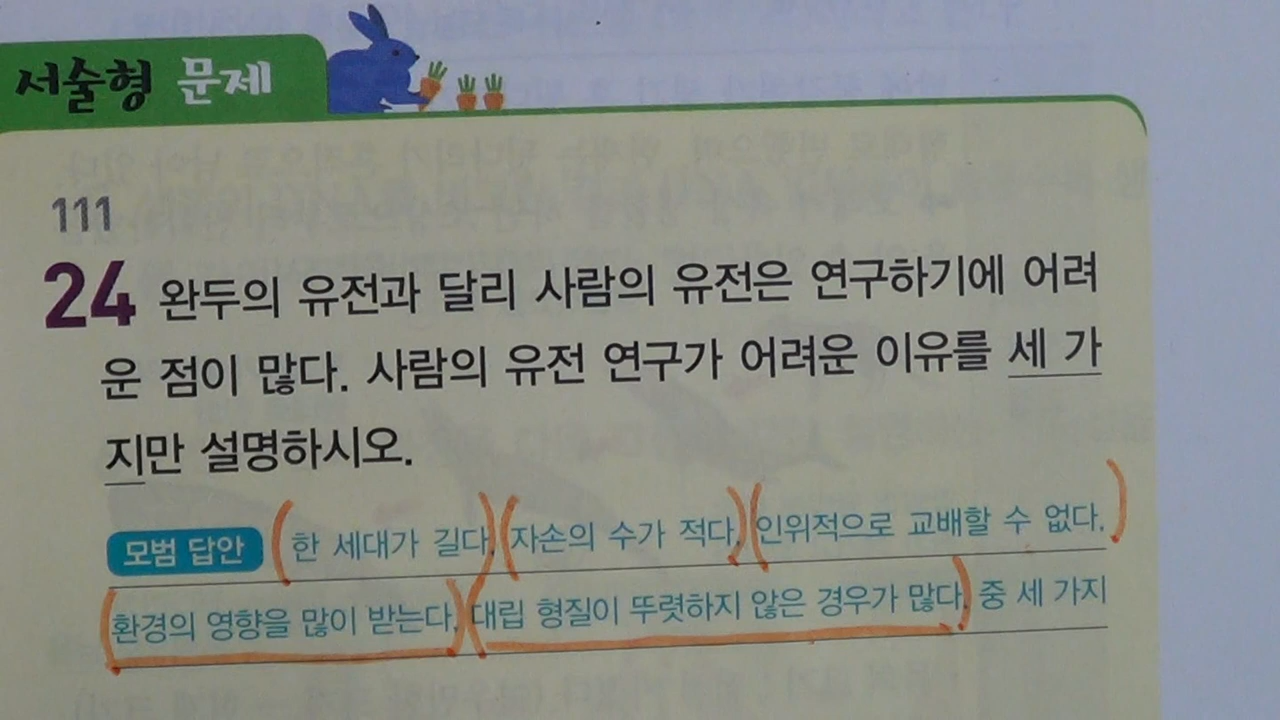 서술형 문제
111
24 완두의 유전과 달리 사람의 유전은 연구하기에 어려
운 점이 많다. 사람의 유전 연구가 어려운 이유를 세 가
지만 설명하시오.
모범 답안 한 세대가 길다. 자손의 수가 적다. 인위적으로 교배할 수 없다.
환경의 영향을 많이 받는다. 대립 형질이 뚜렷하지 않은 경우가 많다. 중 세 가지